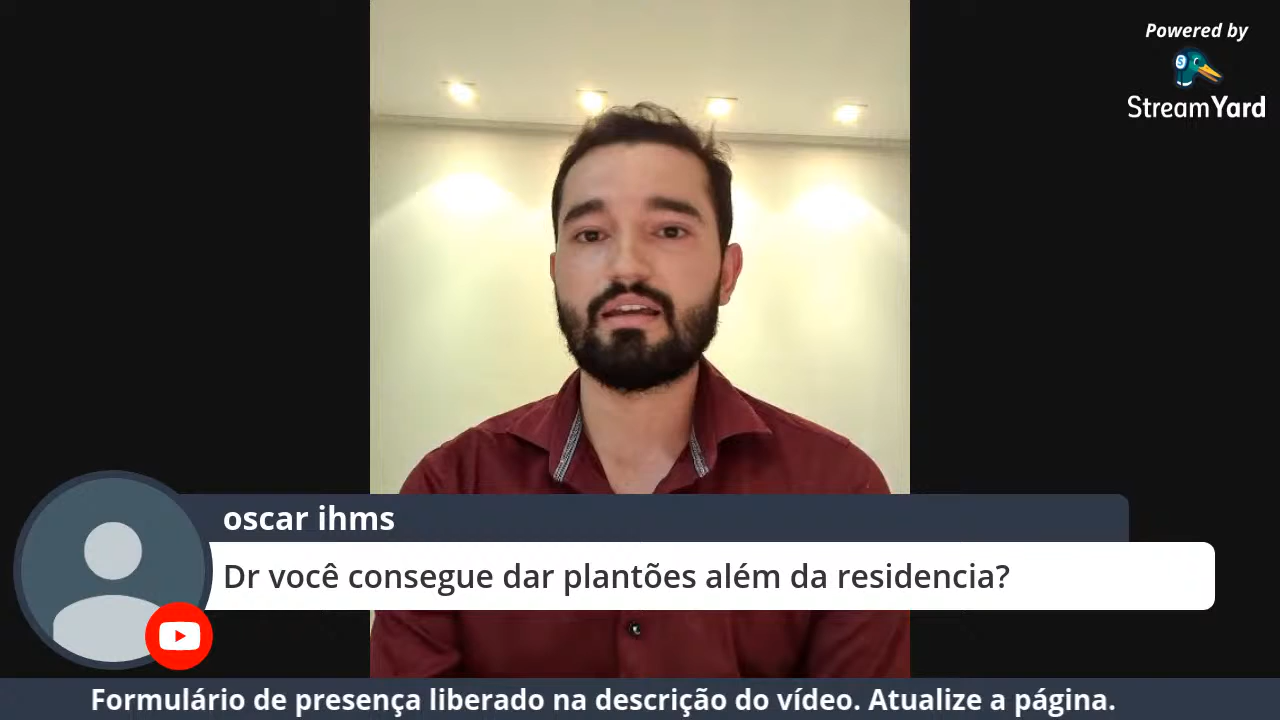 Powered by
StreamYard
oscar ihms
Dr você consegue dar plantões além da residencia?
Formulário de presença liberado na descrição do vídeo. Atualize a página.